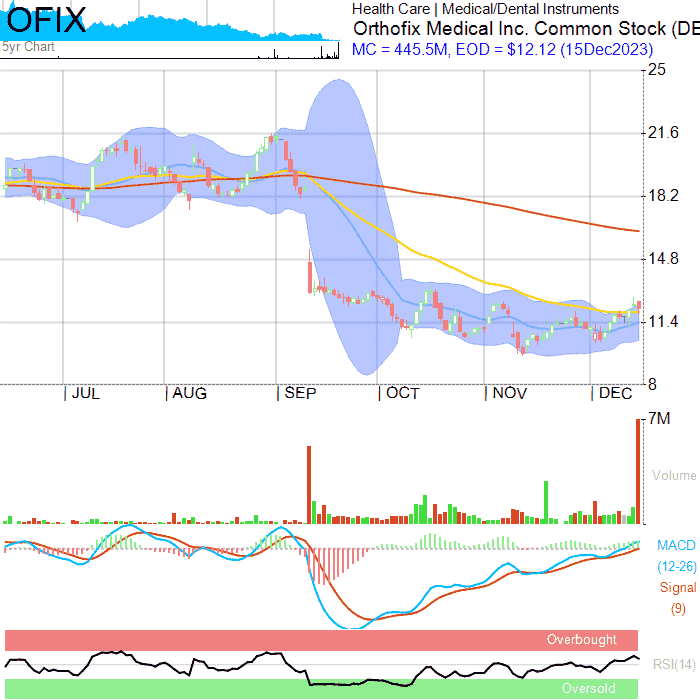 OFIX
5yr Chart
Health Care | Medical/Dental Instruments
Orthofix Medical Inc. Common Stock (DE
MC = 445.5M, EOD = $12.12 (15Dec2023)
25
21.6
18.2
14.8
11.4
8
| JUL | AUG | SEP | OCT | NOV | DEC
7M
Volume
MACD
(12-26)
Signal
(9)
Overbought
RSI(14)
Oversold